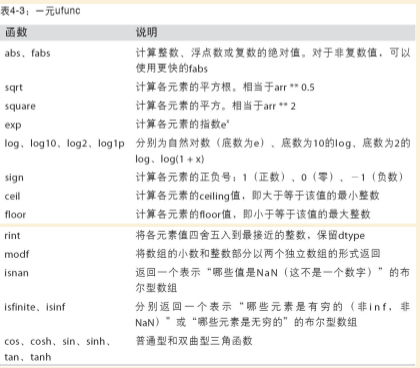 表4-3：一元ufunc
函数 说明
abs、fabs 计算整数、浮点数或复数的绝对值。对于非复数值，可以
使用更快的fabs
sqrt 计算各元素的平方根。相当于arr ** 0.5
square 计算各元素的平方。相当于arr ** 2
exp 计算各元素的指数eˣ
log、log10、log2、log1p 分别为自然对数（底数为e）、底数为10的log、底数为2的
log、log(1 + x)
sign 计算各元素的正负号：1（正数）、0（零）、－1（负数）
ceil 计算各元素的ceiling值，即大于等于该值的最小整数
floor 计算各元素的floor值，即小于等于该值的最大整数
rint 将各元素值四舍五入到最接近的整数，保留dtype
modf 将数组的小数和整数部分以两个独立数组的形式返回
isnan 返回一个表示“哪些值是NaN（这不是一个数字）”的布
尔型数组
isfinite、isinf 分别返回一个表示“哪些元素是有穷的（非inf，非
NaN）”或“哪些元素是无穷的”的布尔型数组
cos、cosh、sin、sinh、 普通型和双曲型三角函数
tan、tanh